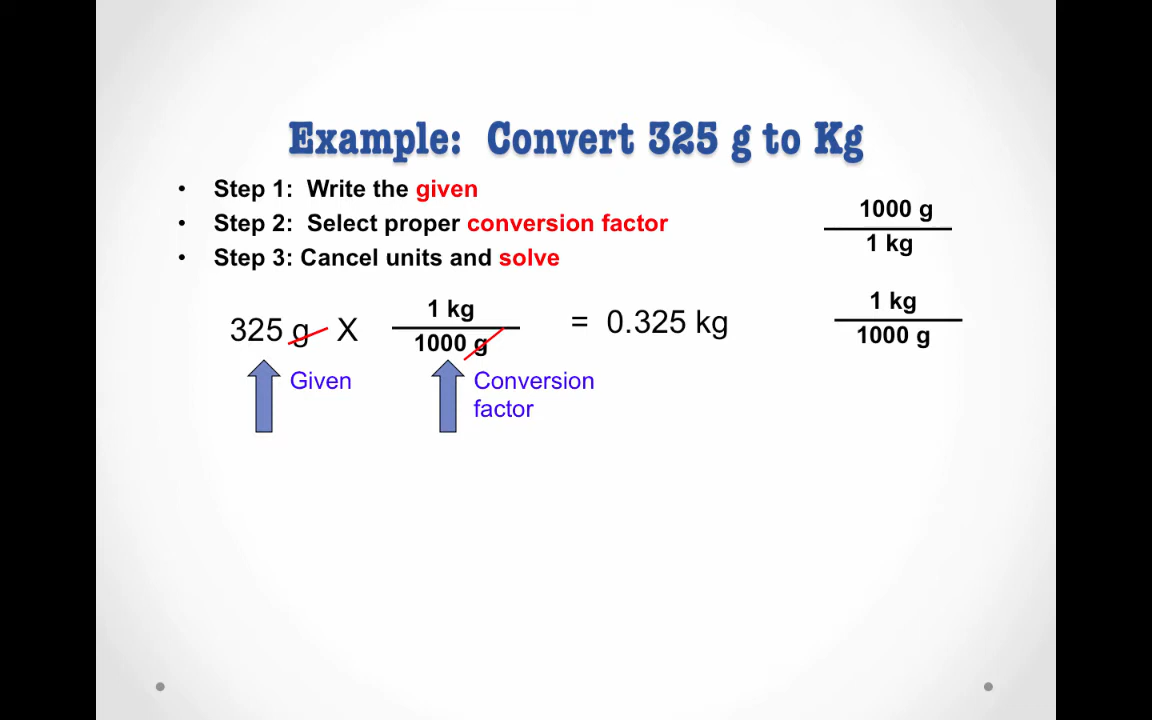 Example: Convert 325 g to Kg
• Step 1: Write the given
• Step 2: Select proper conversion factor
• Step 3: Cancel units and solve
1000 g
1 kg
1 kg
1000 g
325 g X
1 kg
1000 g
= 0.325 kg
Given
Conversion
factor